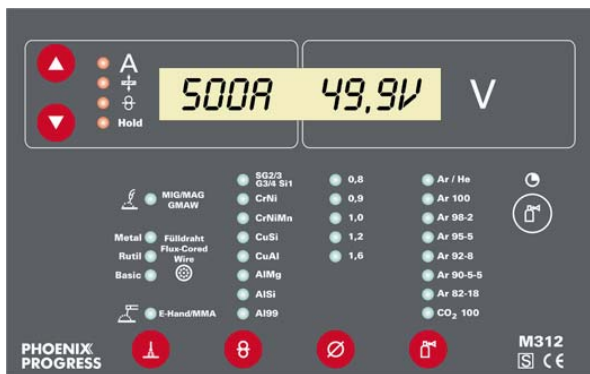 A
Hold
500A 49,9V
V
MIG/MAG
GMAW
Metal
Rutil
Basic
Fülldraht
Flux-Cored
Wire
E-Hand/MMA
SG2/3
G3/4 Si1
CrNi
CrNiMn
CuSi
CuAl
AlMg
AlSi
Al99
0,8
0,9
1,0
1,2
1,6
Ar / He
Ar 100
Ar 98-2
Ar 95-5
Ar 92-8
Ar 90-5-5
Ar 82-18
CO₂ 100
PHOENIX
PROGRESS
M312
S CE